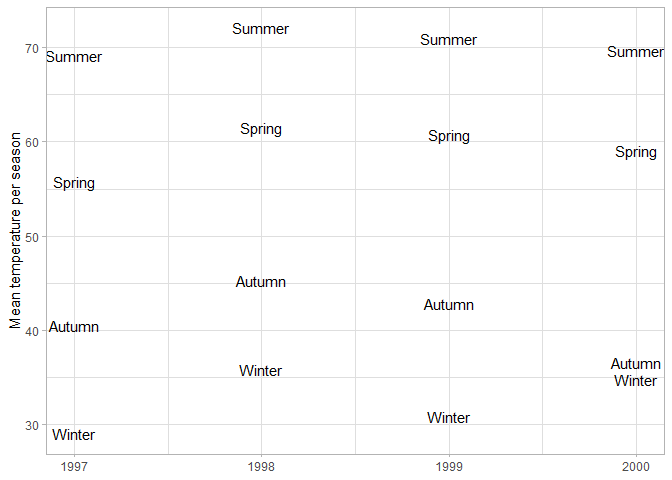 Mean temperature per season
70
60
50
40
30
Summer
Summer
Summer
Summer
Spring
Spring
Spring
Spring
Autumn
Autumn
Autumn
Autumn
Winter
Winter
Winter
Winter
1997
1998
1999
2000